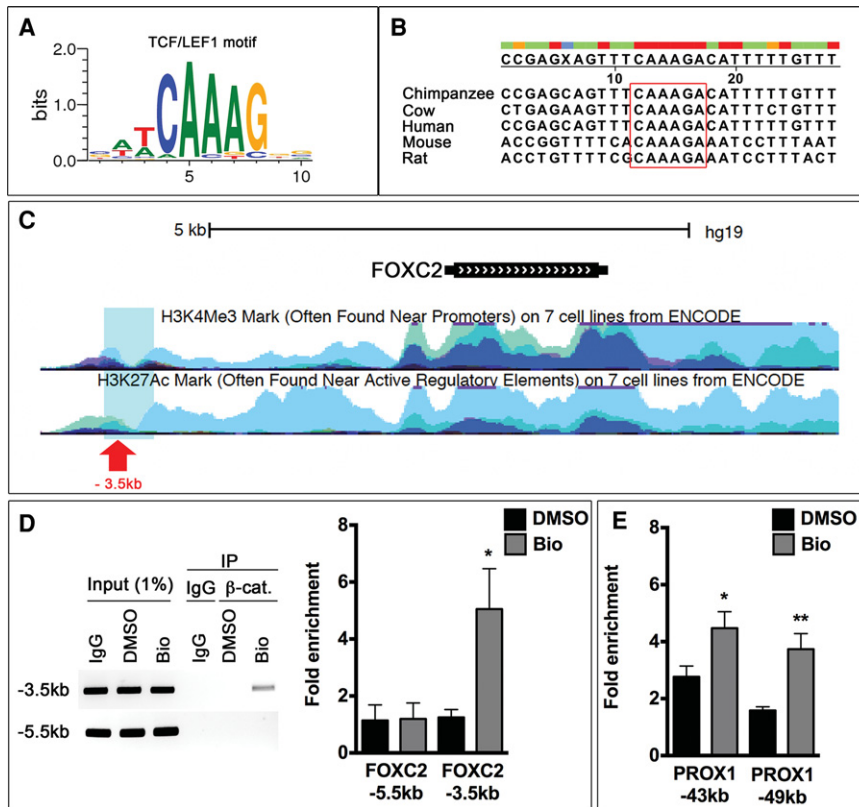 A
TCF/LEF1 motif
2.0
1.0
0.0
bits
CAAAG
5
10
B
CCGAGXAGTTTCAAAGACATTTTTGTTT
10
20
Chimpanzee CCGAGCAGTTTCAAAGACATTTTTGTTT
Cow CTGAGAAGTTTCAAAGACATTTCTGTTT
Human CCGAGCAGTTTCAAAGACATTTTTGTTT
Mouse ACCGGTTTTCACAAAGAAATCCTTTAAT
Rat ACCTGTTTTCGCAAAGAAATCCTTTACT
C
5 kb
hg19
FOXC2
H3K4Me3 Mark (Often Found Near Promoters) on 7 cell lines from ENCODE
H3K27Ac Mark (Often Found Near Active Regulatory Elements) on 7 cell lines from ENCODE
- 3.5kb
D
IP
Input (1%)
IgG β-cat.
IgG DMSO Bio IgG DMSO Bio
-3.5kb
-5.5kb
DMSO
Bio
Fold enrichment
8
6
4
2
0
*
FOXC2 FOXC2
-5.5kb -3.5kb
E
DMSO
Bio
Fold enrichment
8
6
4
2
0
*
**
PROX1 PROX1
-43kb -49kb